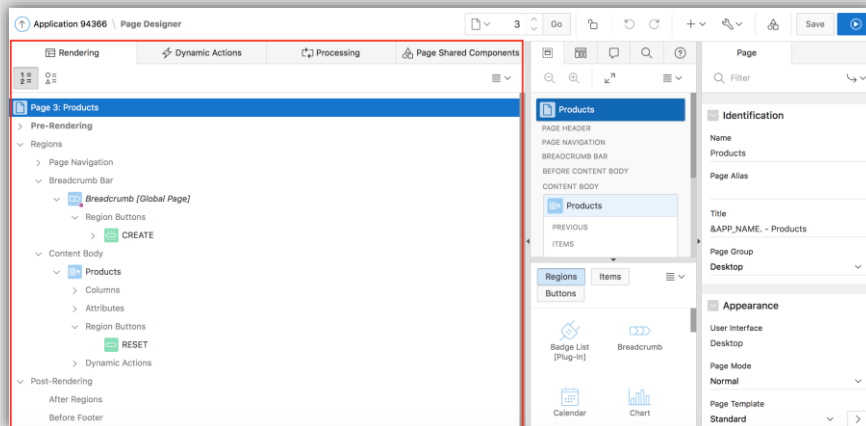 Application 94366 \ Page Designer
3
Go
Save
Rendering
Dynamic Actions
Processing
Page Shared Components
Page 3: Products
Pre-Rendering
Regions
Page Navigation
Breadcrumb Bar
Breadcrumb [Global Page]
Region Buttons
CREATE
Content Body
Products
Columns
Attributes
Region Buttons
RESET
Dynamic Actions
Post-Rendering
After Regions
Before Footer
Products
PAGE HEADER
PAGE NAVIGATION
BREADCRUMB BAR
BEFORE CONTENT BODY
CONTENT BODY
Products
PREVIOUS
ITEMS
Regions
Items
Buttons
Badge List
[Plug-In]
Breadcrumb
Calendar
Chart
Page
Filter
Identification
Name
Products
Page Alias
Title
&APP_NAME. - Products
Page Group
Desktop
Appearance
User Interface
Desktop
Page Mode
Normal
Page Template
Standard